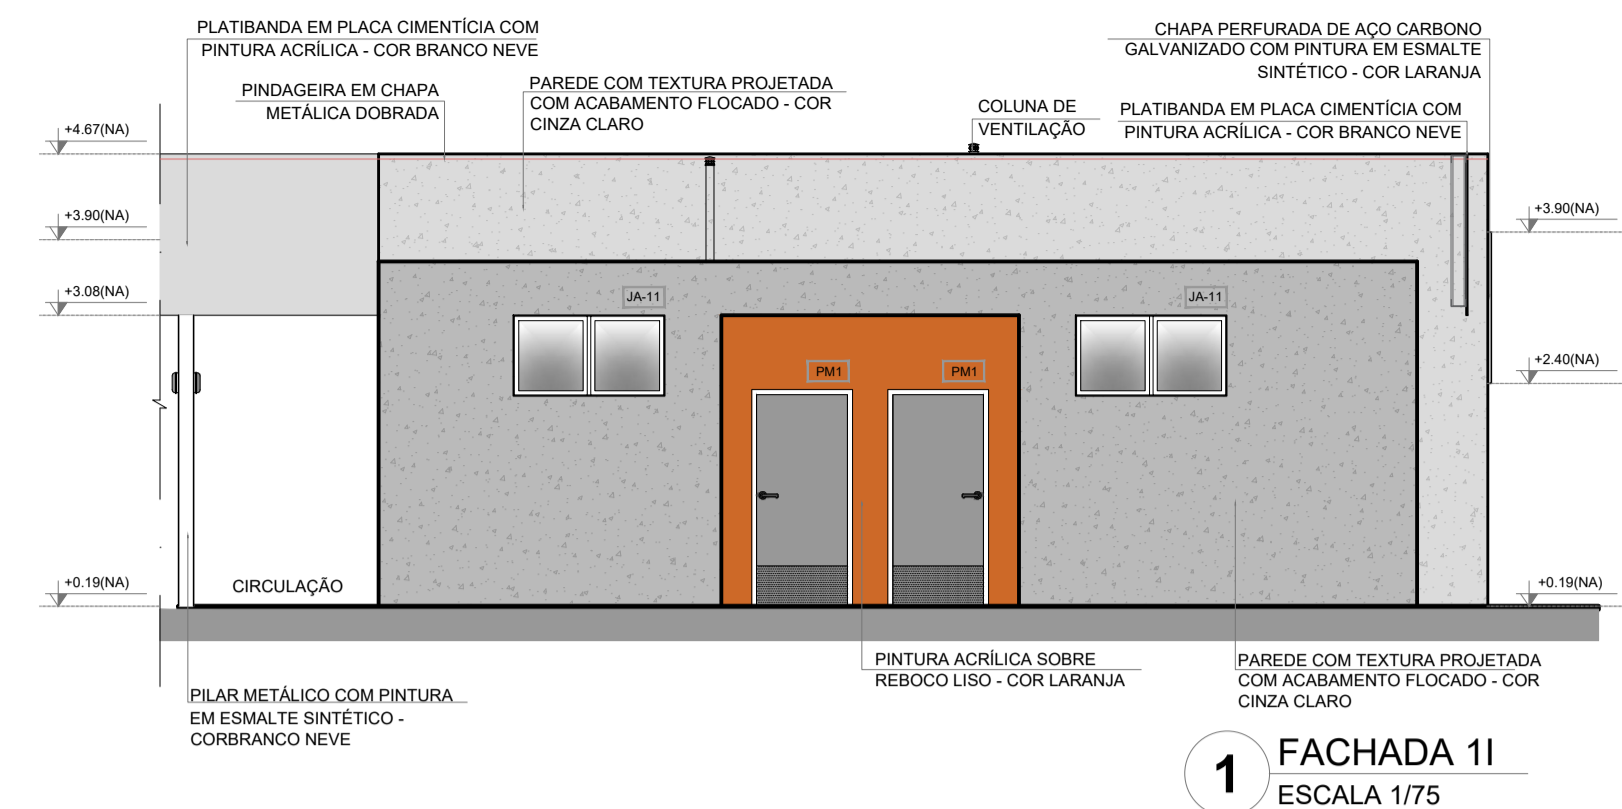 PLATIBANDA EM PLACA CIMENTÍCIA COM
PINTURA ACRÍLICA - COR BRANCO NEVE
CHAPA PERFURADA DE AÇO CARBONO
GALVANIZADO COM PINTURA EM ESMALTE
SINTÉTICO - COR LARANJA
PINDAGEIRA EM CHAPA
METÁLICA DOBRADA
PAREDE COM TEXTURA PROJETADA
COM ACABAMENTO FLOCADO - COR
CINZA CLARO
COLUNA DE
VENTILAÇÃO
PLATIBANDA EM PLACA CIMENTÍCIA COM
PINTURA ACRÍLICA - COR BRANCO NEVE
+4.67(NA)
+3.90(NA)
+3.90(NA)
+3.08(NA)
JA-11
JA-11
PM1
PM1
+2.40(NA)
+0.19(NA)
CIRCULAÇÃO
+0.19(NA)
PINTURA ACRÍLICA SOBRE
REBOCO LISO - COR LARANJA
PAREDE COM TEXTURA PROJETADA
COM ACABAMENTO FLOCADO - COR
CINZA CLARO
PILAR METÁLICO COM PINTURA
EM ESMALTE SINTÉTICO -
CORBRANCO NEVE
1
FACHADA 1I
ESCALA 1/75